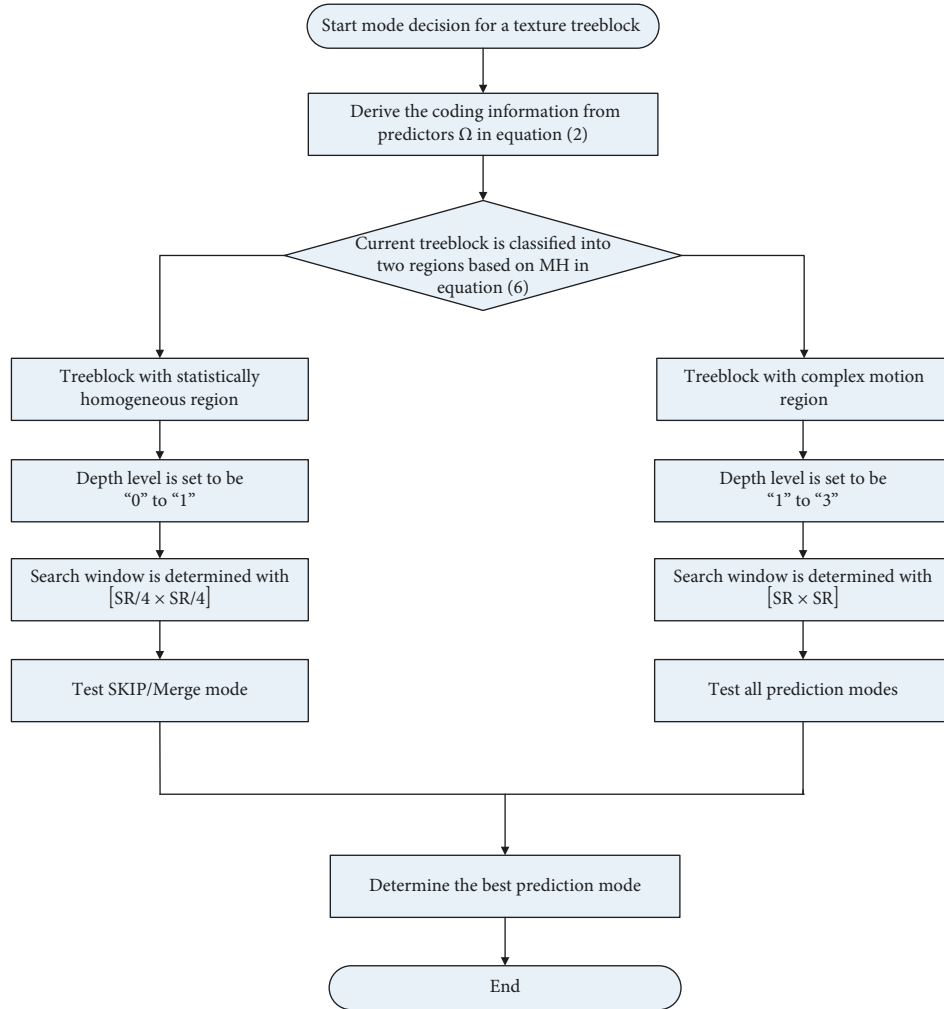 Start mode decision for a texture treeblock
Derive the coding information from
predictors Ω in equation (2)
Current treeblock is classified into
two regions based on MH in
equation (6)
Treeblock with statistically
homogeneous region
Depth level is set to be
“0” to “1”
Search window is determined with
[SR/4 × SR/4]
Test SKIP/Merge mode
Treeblock with complex motion
region
Depth level is set to be
“1” to “3”
Search window is determined with
[SR × SR]
Test all prediction modes
Determine the best prediction mode
End